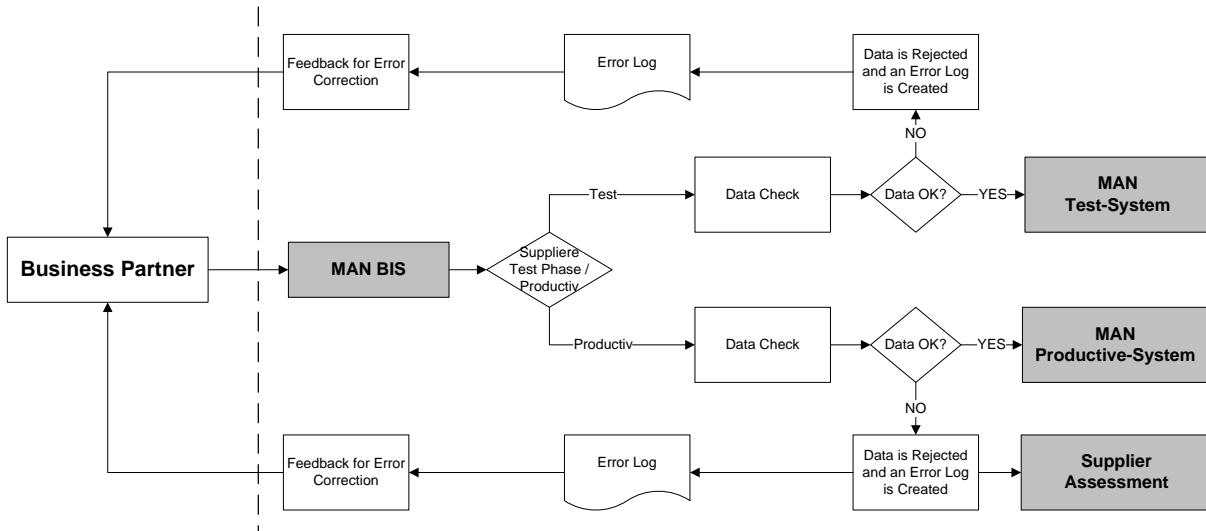 Feedback for Error
Correction
Error Log
Data is Rejected
and an Error Log
is Created
NO
Test
Data Check
Data OK?
YES
MAN
Test-System
Business Partner
MAN BIS
Suppliere
Test Phase /
Productiv
Productiv
Data Check
Data OK?
YES
MAN
Productive-System
NO
Feedback for Error
Correction
Error Log
Data is Rejected
and an Error Log
is Created
Supplier
Assessment